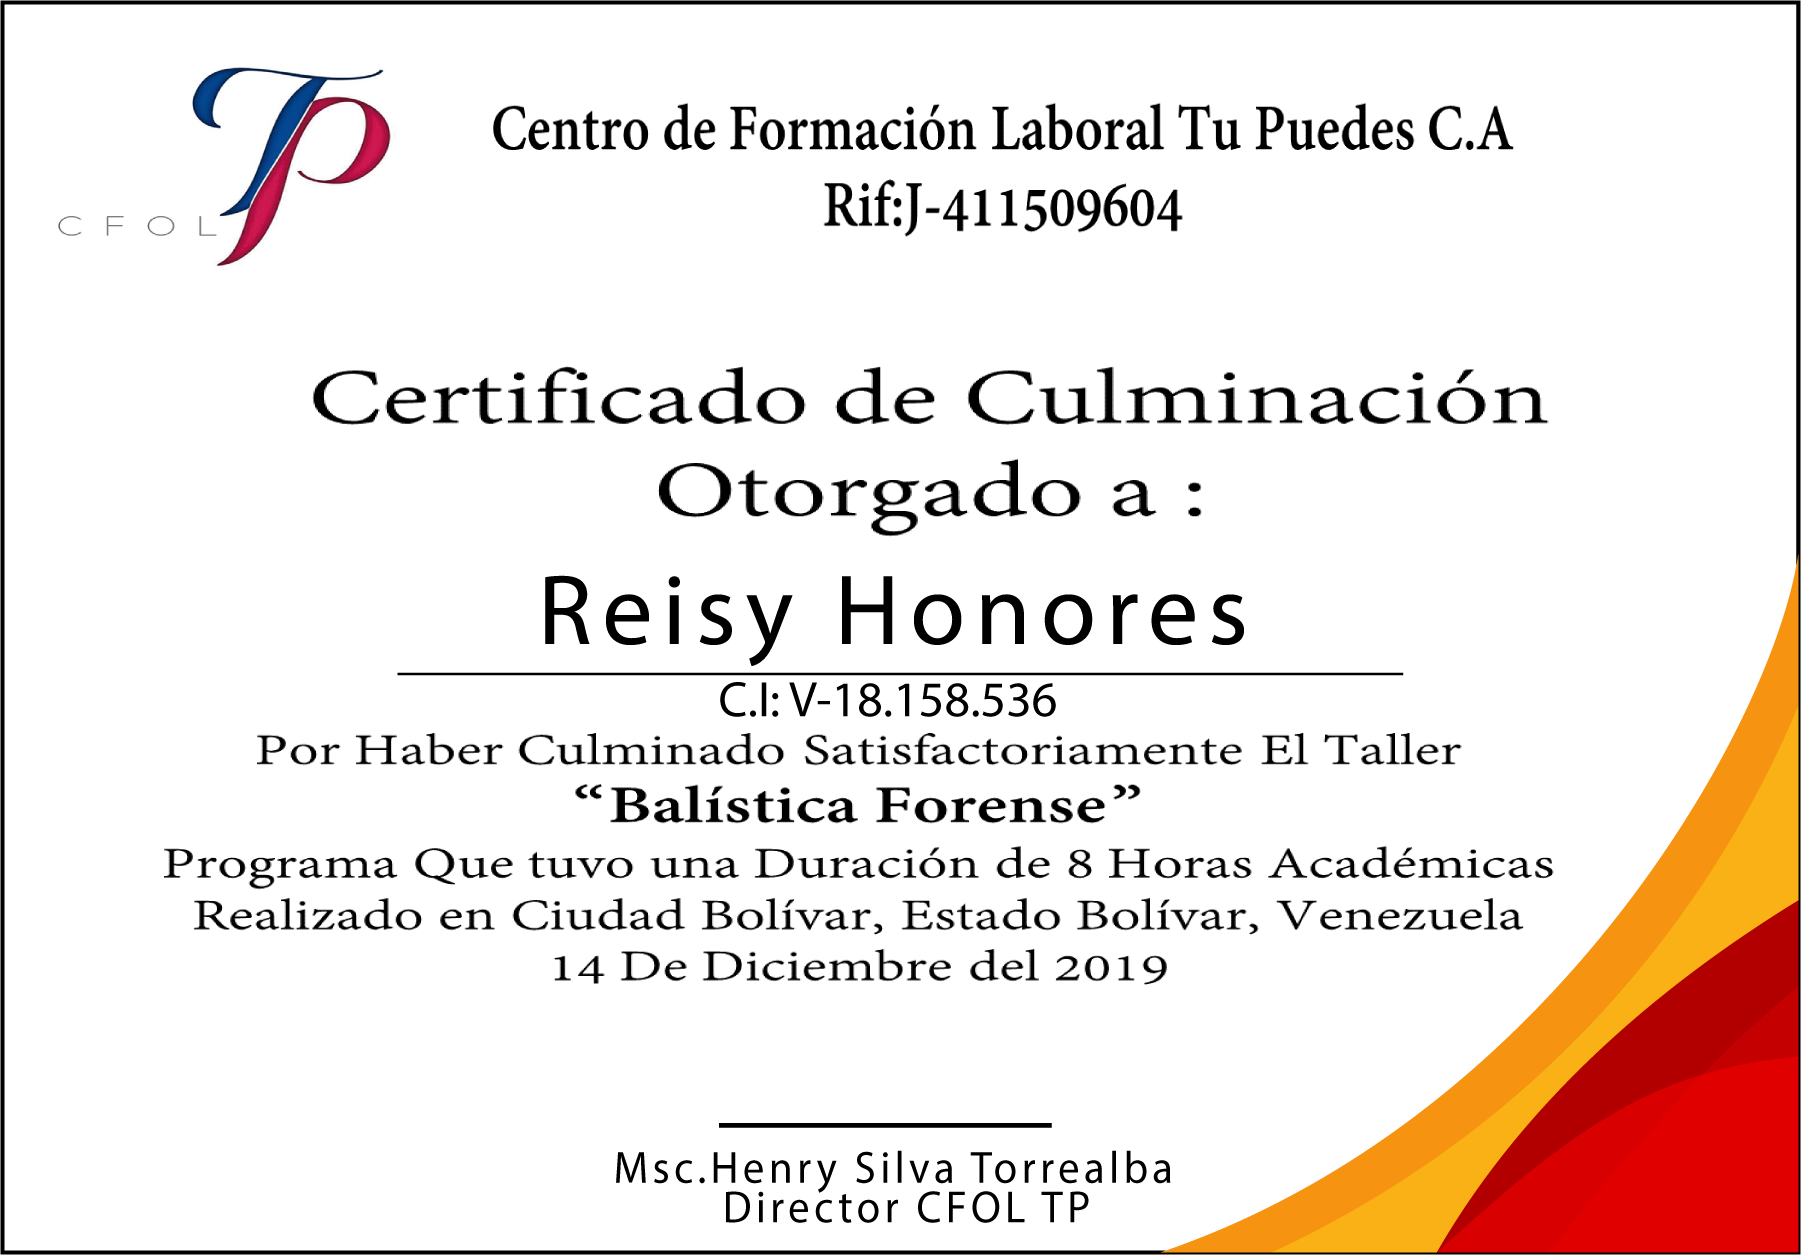 CFOL
TP
Centro de Formación Laboral Tu Puedes C.A
Rif:J-411509604
Certificado de Culminación
Otorgado a :
Reisy Honores
C.I: V-18.158.536
Por Haber Culminado Satisfactoriamente El Taller
“Balística Forense”
Programa Que tuvo una Duración de 8 Horas Académicas
Realizado en Ciudad Bolívar, Estado Bolívar, Venezuela
14 De Diciembre del 2019
Msc.Henry Silva Torrealba
Director CFOL TP